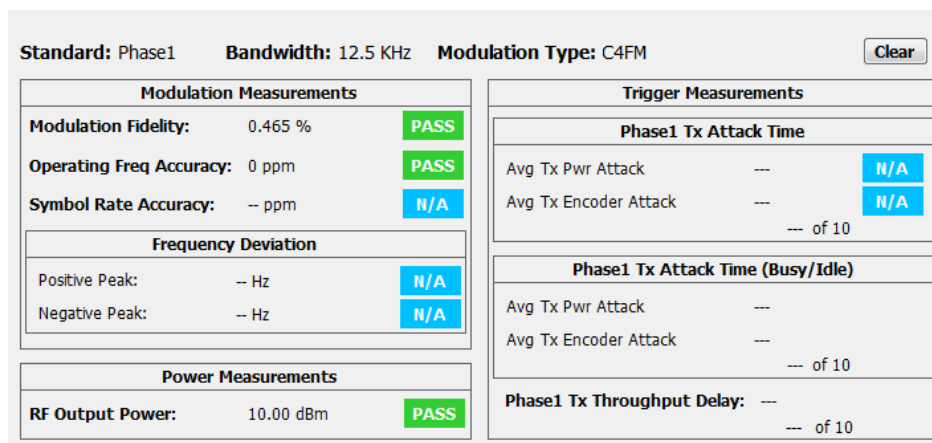 Standard: Phase1 Bandwidth: 12.5 KHz Modulation Type: C4FM Clear
Modulation Measurements
Modulation Fidelity: 0.465 % PASS
Operating Freq Accuracy: 0 ppm PASS
Symbol Rate Accuracy: -- ppm N/A
Frequency Deviation
Positive Peak: -- Hz N/A
Negative Peak: -- Hz N/A
Power Measurements
RF Output Power: 10.00 dBm PASS
Trigger Measurements
Phase1 Tx Attack Time
Avg Tx Pwr Attack --- N/A
Avg Tx Encoder Attack --- N/A
--- of 10
Phase1 Tx Attack Time (Busy/Idle)
Avg Tx Pwr Attack ---
Avg Tx Encoder Attack ---
--- of 10
Phase1 Tx Throughput Delay: ---
--- of 10